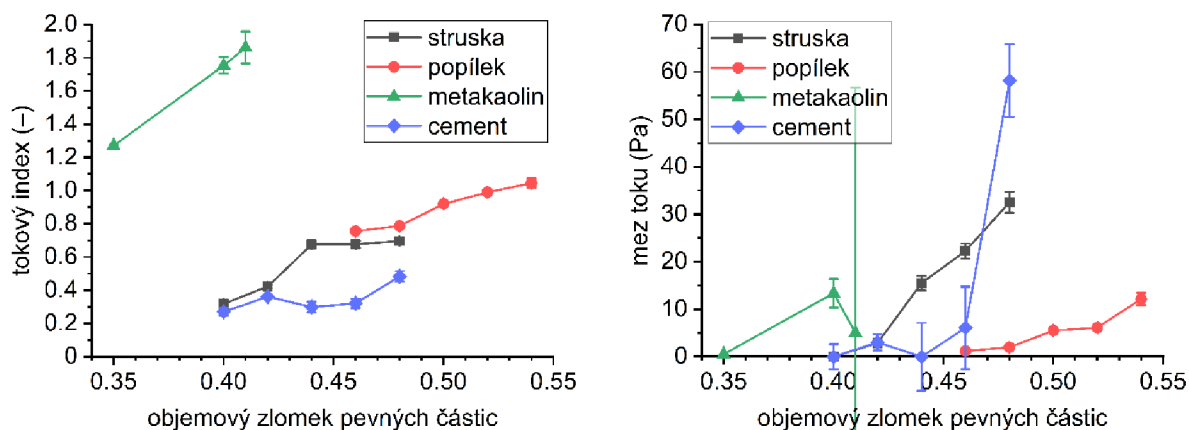 tokový index (–)
2.0
1.8
1.6
1.4
1.2
1.0
0.8
0.6
0.4
0.2
0
struska
popílek
metakaolin
cement
0.35 0.40 0.45 0.50 0.55
objemový zlomek pevných částic
mez toku (Pa)
70
60
50
40
30
20
10
0
struska
popílek
metakaolin
cement
0.35 0.40 0.45 0.50 0.55
objemový zlomek pevných částic